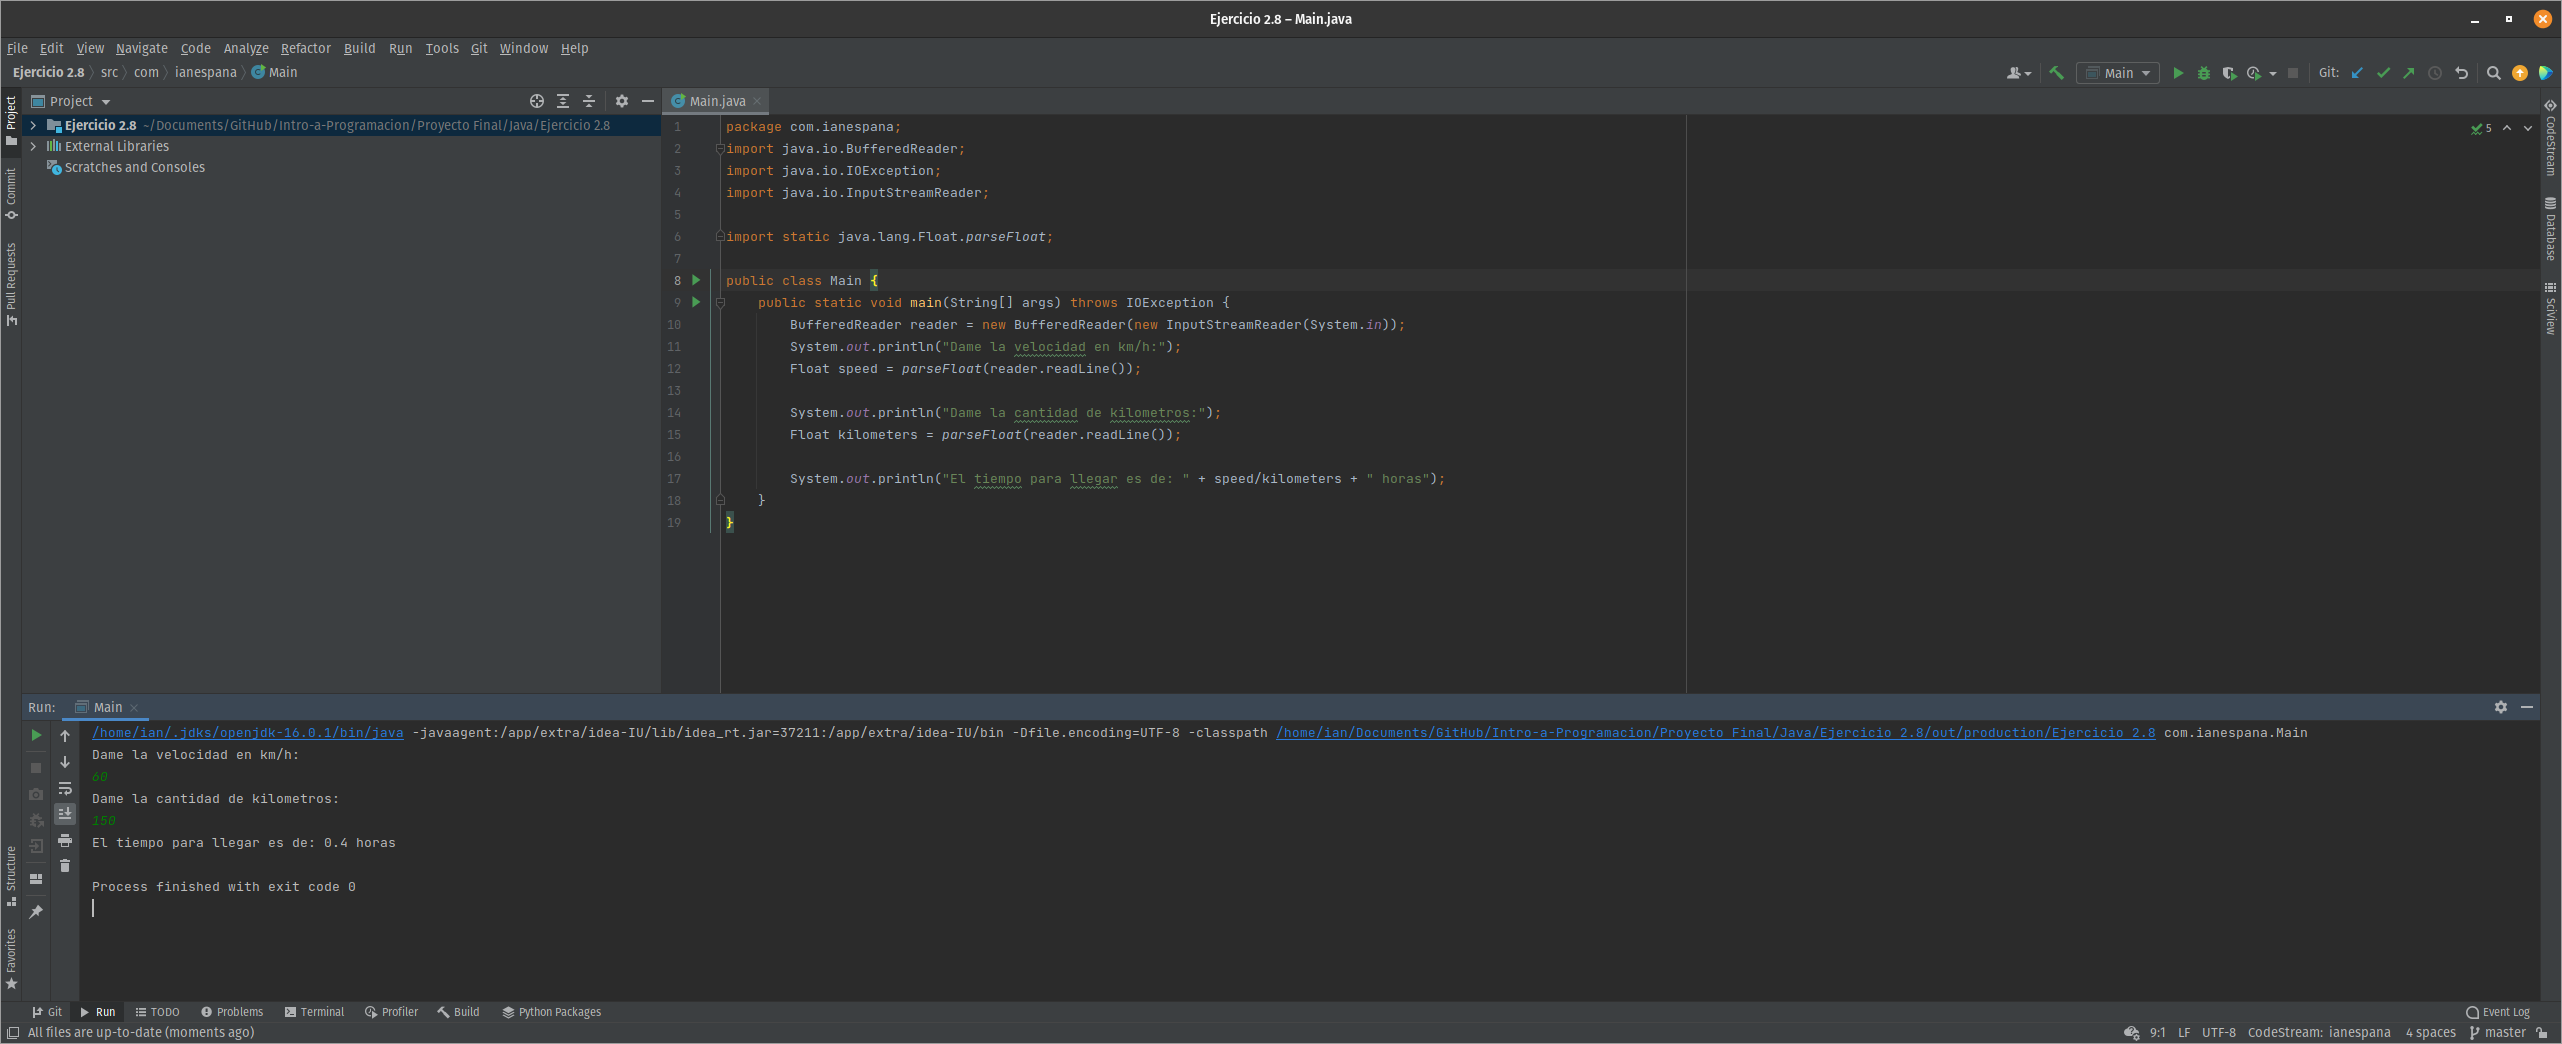 Ejercicio 2.8 – Main.java
File Edit View Navigate Code Analyze Refactor Build Run Tools Git Window Help
Ejercicio 2.8 src com ianespana Main
Main Git:
Project
Main.java
Ejercicio 2.8 ~/Documents/GitHub/Intro-a-Programacion/Proyecto Final/Java/Ejercicio 2.8
External Libraries
Scratches and Consoles
Project
Commit
Pull Requests
Structure
Favorites
1 package com.ianespana;
2 import java.io.BufferedReader;
3 import java.io.IOException;
4 import java.io.InputStreamReader;
5
6 import static java.lang.Float.parseFloat;
7
8 public class Main {
9 public static void main(String[] args) throws IOException {
10 BufferedReader reader = new BufferedReader(new InputStreamReader(System.in));
11 System.out.println("Dame la velocidad en km/h:");
12 Float speed = parseFloat(reader.readLine());
13
14 System.out.println("Dame la cantidad de kilometros:");
15 Float kilometers = parseFloat(reader.readLine());
16
17 System.out.println("El tiempo para llegar es de: " + speed/kilometers + " horas");
18 }
19 }
5
CodeStream
Database
SciView
Run: Main
/home/ian/.jdks/openjdk-16.0.1/bin/java -javaagent:/app/extra/idea-IU/lib/idea_rt.jar=37211:/app/extra/idea-IU/bin -Dfile.encoding=UTF-8 -classpath /home/ian/Documents/GitHub/Intro-a-Programacion/Proyecto Final/Java/Ejercicio 2.8/out/production/Ejercicio 2.8 com.ianespana.Main
Dame la velocidad en km/h:
60
Dame la cantidad de kilometros:
150
El tiempo para llegar es de: 0.4 horas
Process finished with exit code 0
Git Run TODO Problems Terminal Profiler Build Python Packages Event Log
All files are up-to-date (moments ago) 9:1 LF UTF-8 CodeStream: ianespana 4 spaces master